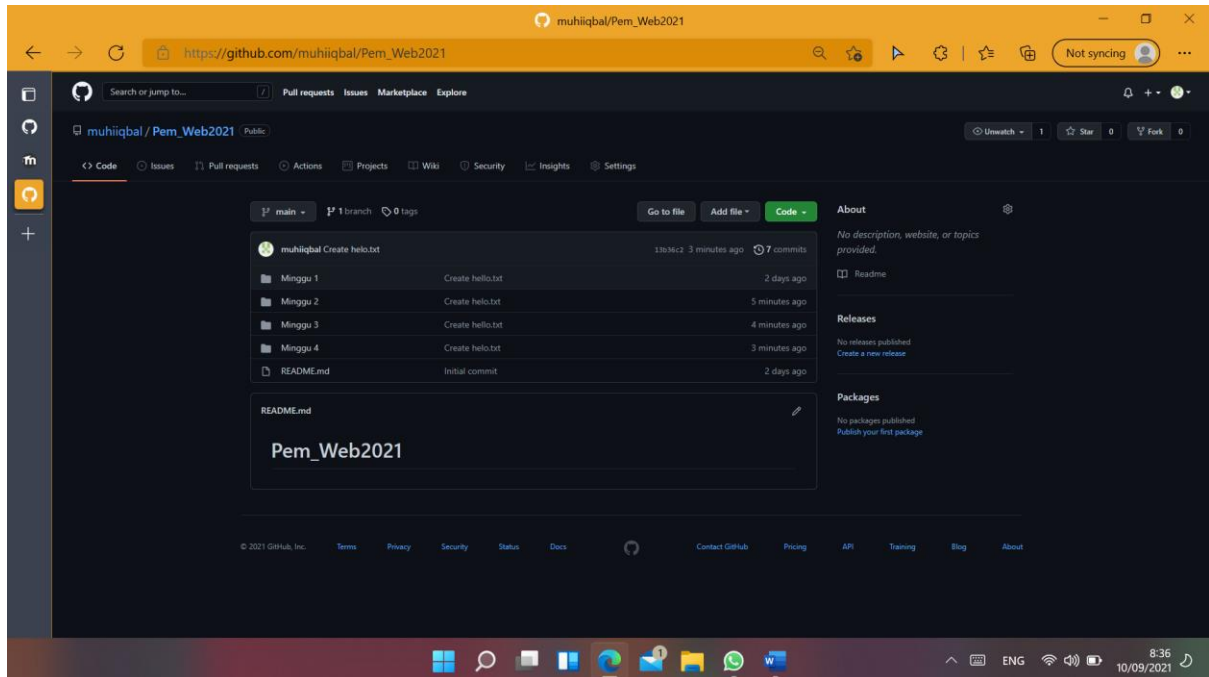 muhiiqbal/Pem_Web2021
https://github.com/muhiiqbal/Pem_Web2021
Not syncing
Search or jump to... /
Pull requests Issues Marketplace Explore
muhiiqbal / Pem_Web2021 Public
Unwatch 1 Star 0 Fork 0
Code Issues Pull requests Actions Projects Wiki Security Insights Settings
main 1 branch 0 tags
Go to file Add file Code
muhiiqbal Create helo.txt 13b36c2 3 minutes ago 7 commits
Minggu 1 Create hello.txt 2 days ago
Minggu 2 Create helo.txt 5 minutes ago
Minggu 3 Create hello.txt 4 minutes ago
Minggu 4 Create helo.txt 3 minutes ago
README.md Initial commit 2 days ago
README.md
Pem_Web2021
About
No description, website, or topics
provided.
Readme
Releases
No releases published
Create a new release
Packages
No packages published
Publish your first package
© 2021 GitHub, Inc. Terms Privacy Security Status Docs Contact GitHub Pricing API Training Blog About
1
ENG
8:36
10/09/2021